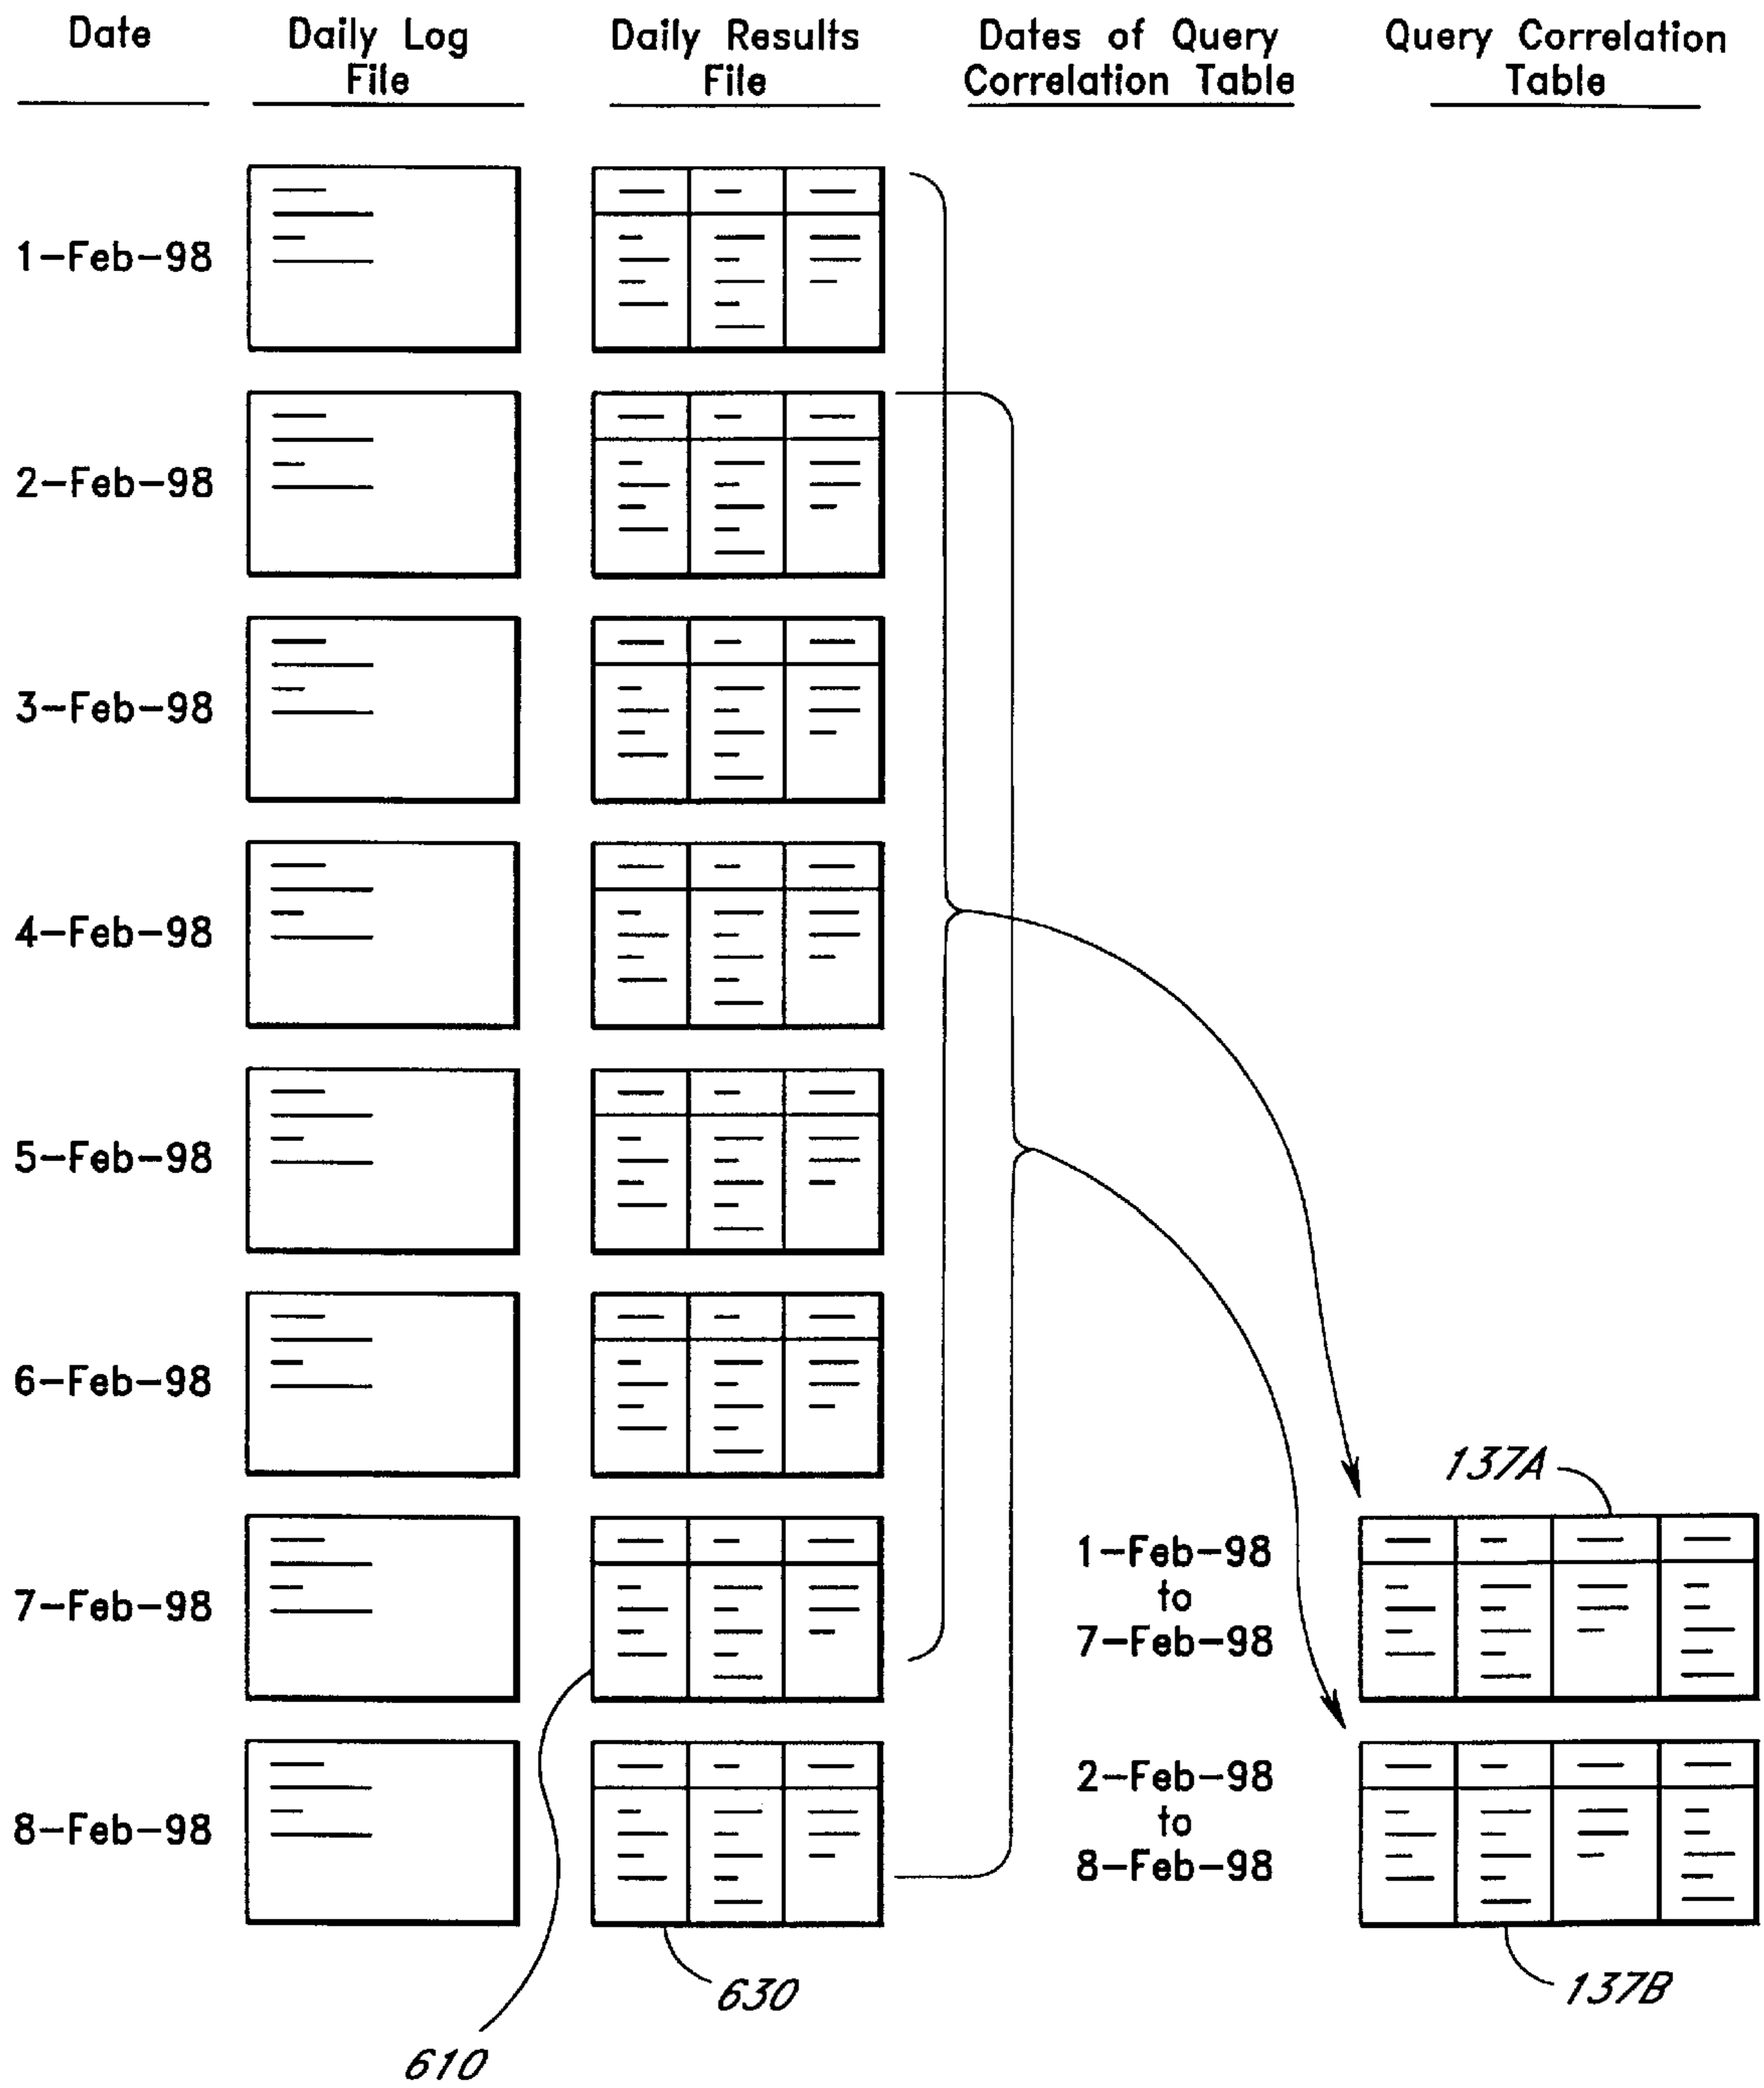 Date
Daily Log
File
Daily Results
File
Dates of Query
Correlation Table
Query Correlation
Table
1-Feb-98
2-Feb-98
3-Feb-98
4-Feb-98
5-Feb-98
6-Feb-98
7-Feb-98
8-Feb-98
1-Feb-98
to
7-Feb-98
137A
2-Feb-98
to
8-Feb-98
137B
630
610